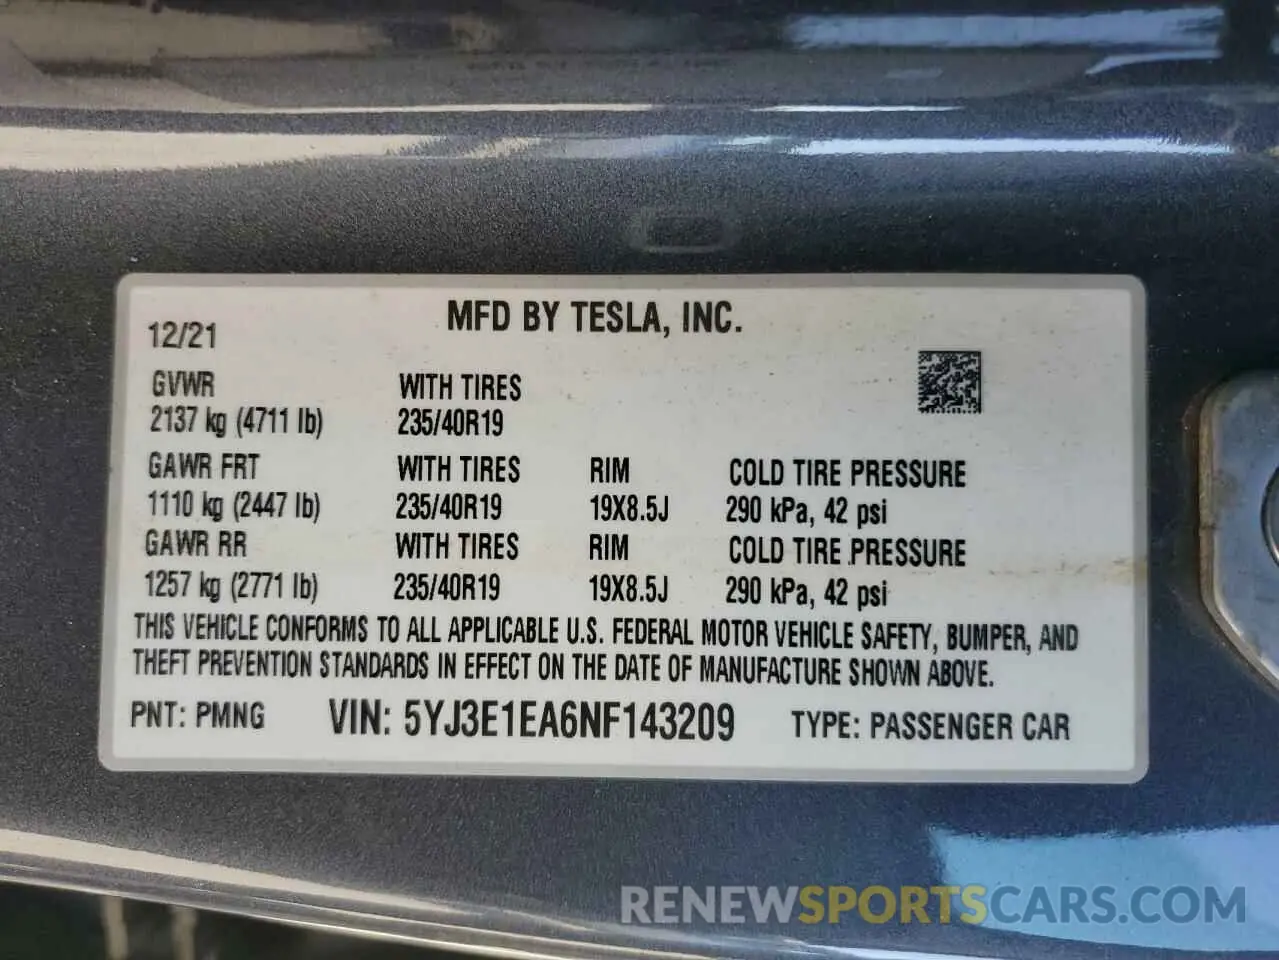 MFD BY TESLA, INC.
12/21
GVWR WITH TIRES
2137 kg (4711 lb) 235/40R19
GAWR FRT WITH TIRES RIM COLD TIRE PRESSURE
1110 kg (2447 lb) 235/40R19 19X8.5J 290 kPa, 42 psi
GAWR RR WITH TIRES RIM COLD TIRE PRESSURE
1257 kg (2771 lb) 235/40R19 19X8.5J 290 kPa, 42 psi
THIS VEHICLE CONFORMS TO ALL APPLICABLE U.S. FEDERAL MOTOR VEHICLE SAFETY, BUMPER, AND
THEFT PREVENTION STANDARDS IN EFFECT ON THE DATE OF MANUFACTURE SHOWN ABOVE.
PNT: PMNG VIN: 5YJ3E1EA6NF143209 TYPE: PASSENGER CAR
RENEWSPORTSCARS.COM